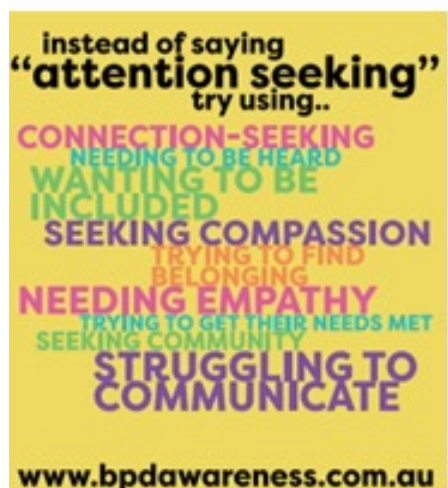 instead of saying
“attention seeking”
try using..
CONNECTION-SEEKING
NEEDING TO BE HEARD
WANTING TO BE
INCLUDED
SEEKING COMPASSION
TRYING TO FIND
BELONGING
NEEDING EMPATHY
TRYING TO GET THEIR NEEDS MET
SEEKING COMMUNITY
STRUGGLING TO
COMMUNICATE
www.bpdawareness.com.au